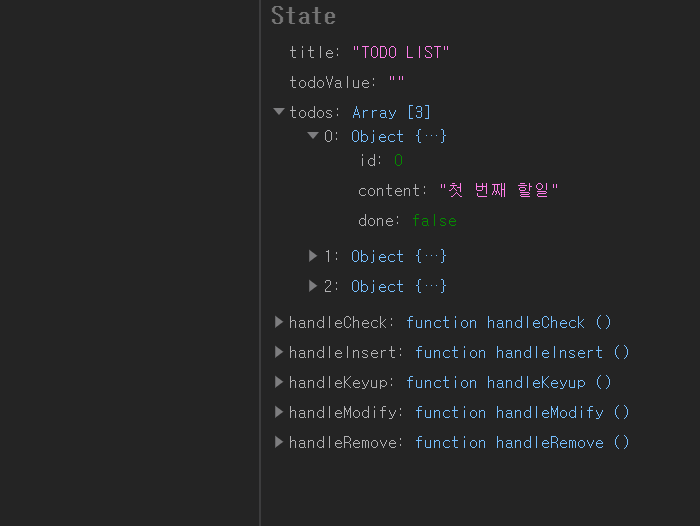 State
title: "TODO LIST"
todoValue: ""
todos: Array [3]
0: Object {…}
id: 0
content: "첫 번째 할일"
done: false
1: Object {…}
2: Object {…}
handleCheck: function handleCheck ()
handleInsert: function handleInsert ()
handleKeyup: function handleKeyup ()
handleModify: function handleModify ()
handleRemove: function handleRemove ()